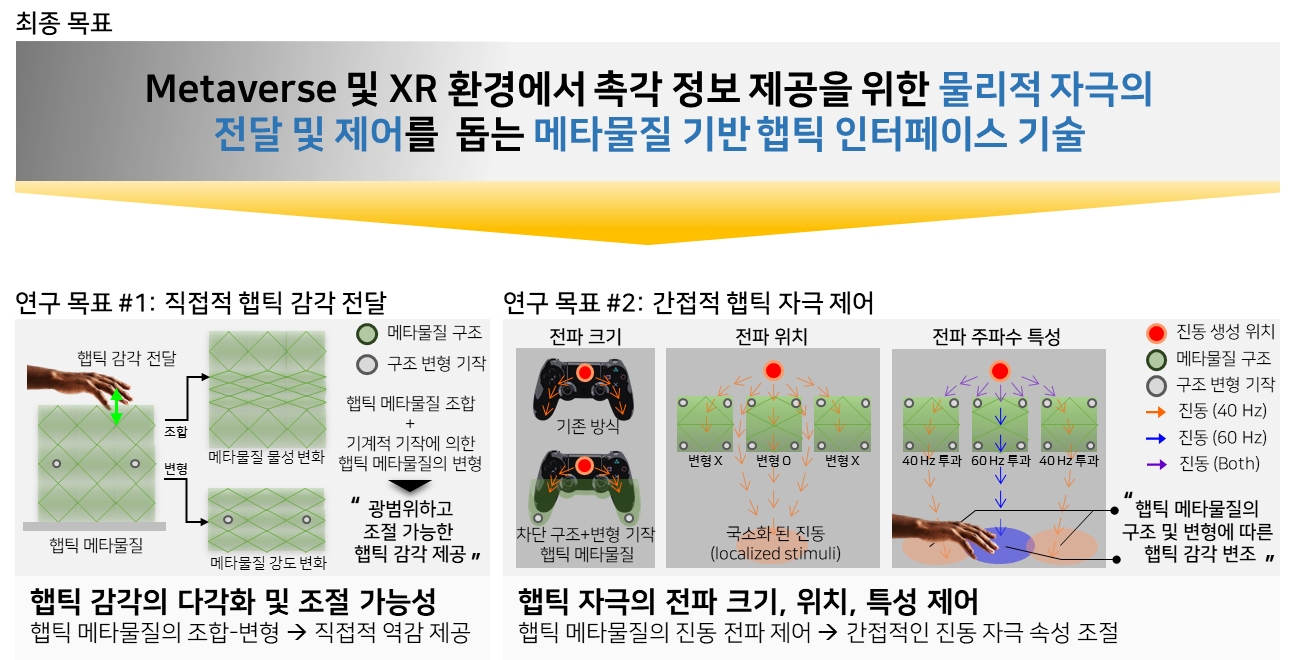 최종 목표
Metaverse 및 XR 환경에서 촉각 정보 제공을 위한 물리적 자극의
전달 및 제어를 돕는 메타물질 기반 햅틱 인터페이스 기술
연구 목표 #1: 직접적 햅틱 감각 전달
햅틱 감각 전달
조합
변형
햅틱 메타물질
메타물질 물성 변화
메타물질 강도 변화
메타물질 구조
구조 변형 기작
햅틱 메타물질 조합
+
기계적 기작에 의한
햅틱 메타물질의 변형
“ 광범위하고
조절 가능한
햅틱 감각 제공 „
햅틱 감각의 다각화 및 조절 가능성
햅틱 메타물질의 조합-변형 → 직접적 역감 제공
연구 목표 #2: 간접적 햅틱 자극 제어
전파 크기
기존 방식
차단 구조+변형 기작
햅틱 메타물질
전파 위치
변형 X
변형 O
변형 X
국소화 된 진동
(localized stimuli)
전파 주파수 특성
40 Hz 투과
60 Hz 투과
40 Hz 투과
진동 생성 위치
메타물질 구조
구조 변형 기작
진동 (40 Hz)
진동 (60 Hz)
진동 (Both)
“ 햅틱 메타물질의
구조 및 변형에 따른
햅틱 감각 변조 „
햅틱 자극의 전파 크기, 위치, 특성 제어
햅틱 메타물질의 진동 전파 제어 → 간접적인 진동 자극 속성 조절